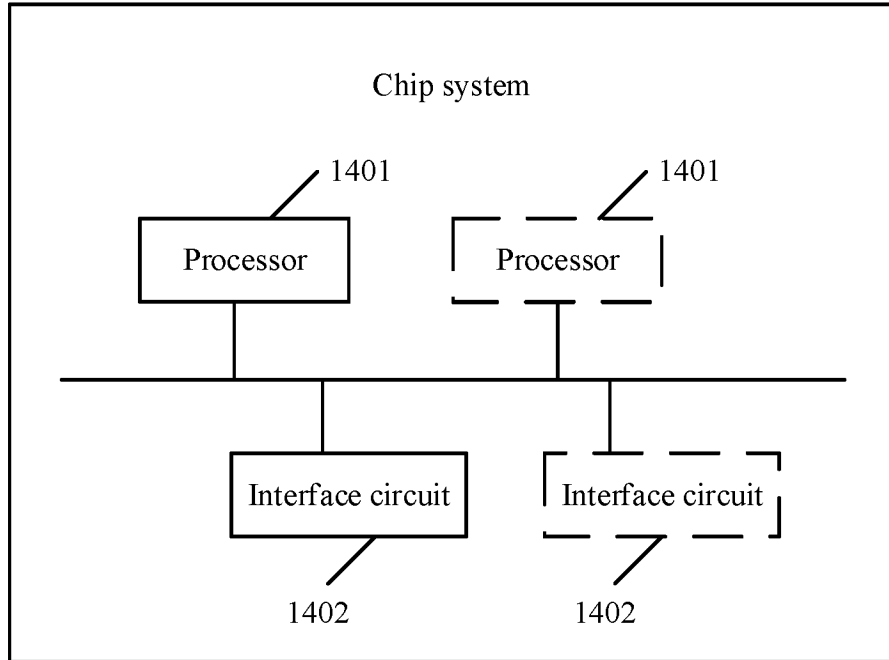 Chip system
1401
1401
Processor
Processor
Interface circuit
Interface circuit
1402
1402